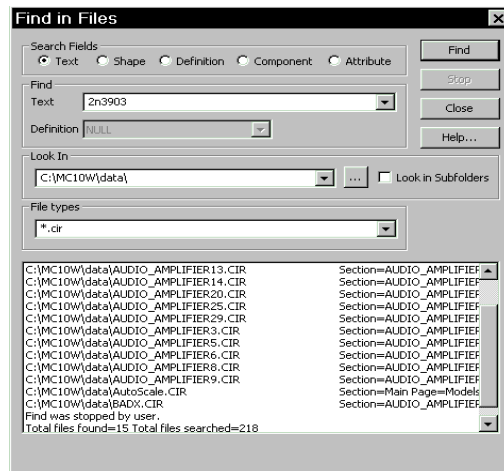 Find in Files
Search Fields
Text Shape Definition Component Attribute
Find
Stop
Close
Help...
Find
Text 2n3903
Definition NULL
Look In
C:\MC10W\data\ ... Look in Subfolders
File types
*.cir
C:\MC10W\data\AUDIO_AMPLIFIER13.CIR Section=AUDIO_AMPLIFIER
C:\MC10W\data\AUDIO_AMPLIFIER14.CIR Section=AUDIO_AMPLIFIER
C:\MC10W\data\AUDIO_AMPLIFIER20.CIR Section=AUDIO_AMPLIFIER
C:\MC10W\data\AUDIO_AMPLIFIER25.CIR Section=AUDIO_AMPLIFIER
C:\MC10W\data\AUDIO_AMPLIFIER29.CIR Section=AUDIO_AMPLIFIER
C:\MC10W\data\AUDIO_AMPLIFIER3.CIR Section=AUDIO_AMPLIFIER
C:\MC10W\data\AUDIO_AMPLIFIER5.CIR Section=AUDIO_AMPLIFIER
C:\MC10W\data\AUDIO_AMPLIFIER6.CIR Section=AUDIO_AMPLIFIER
C:\MC10W\data\AUDIO_AMPLIFIER8.CIR Section=AUDIO_AMPLIFIER
C:\MC10W\data\AUDIO_AMPLIFIER9.CIR Section=AUDIO_AMPLIFIER
C:\MC10W\data\AutoScale.CIR Section=Main Page=Models
C:\MC10W\data\BADX.CIR Section=AUDIO_AMPLIFIER
Find was stopped by user.
Total files found=15 Total files searched=218